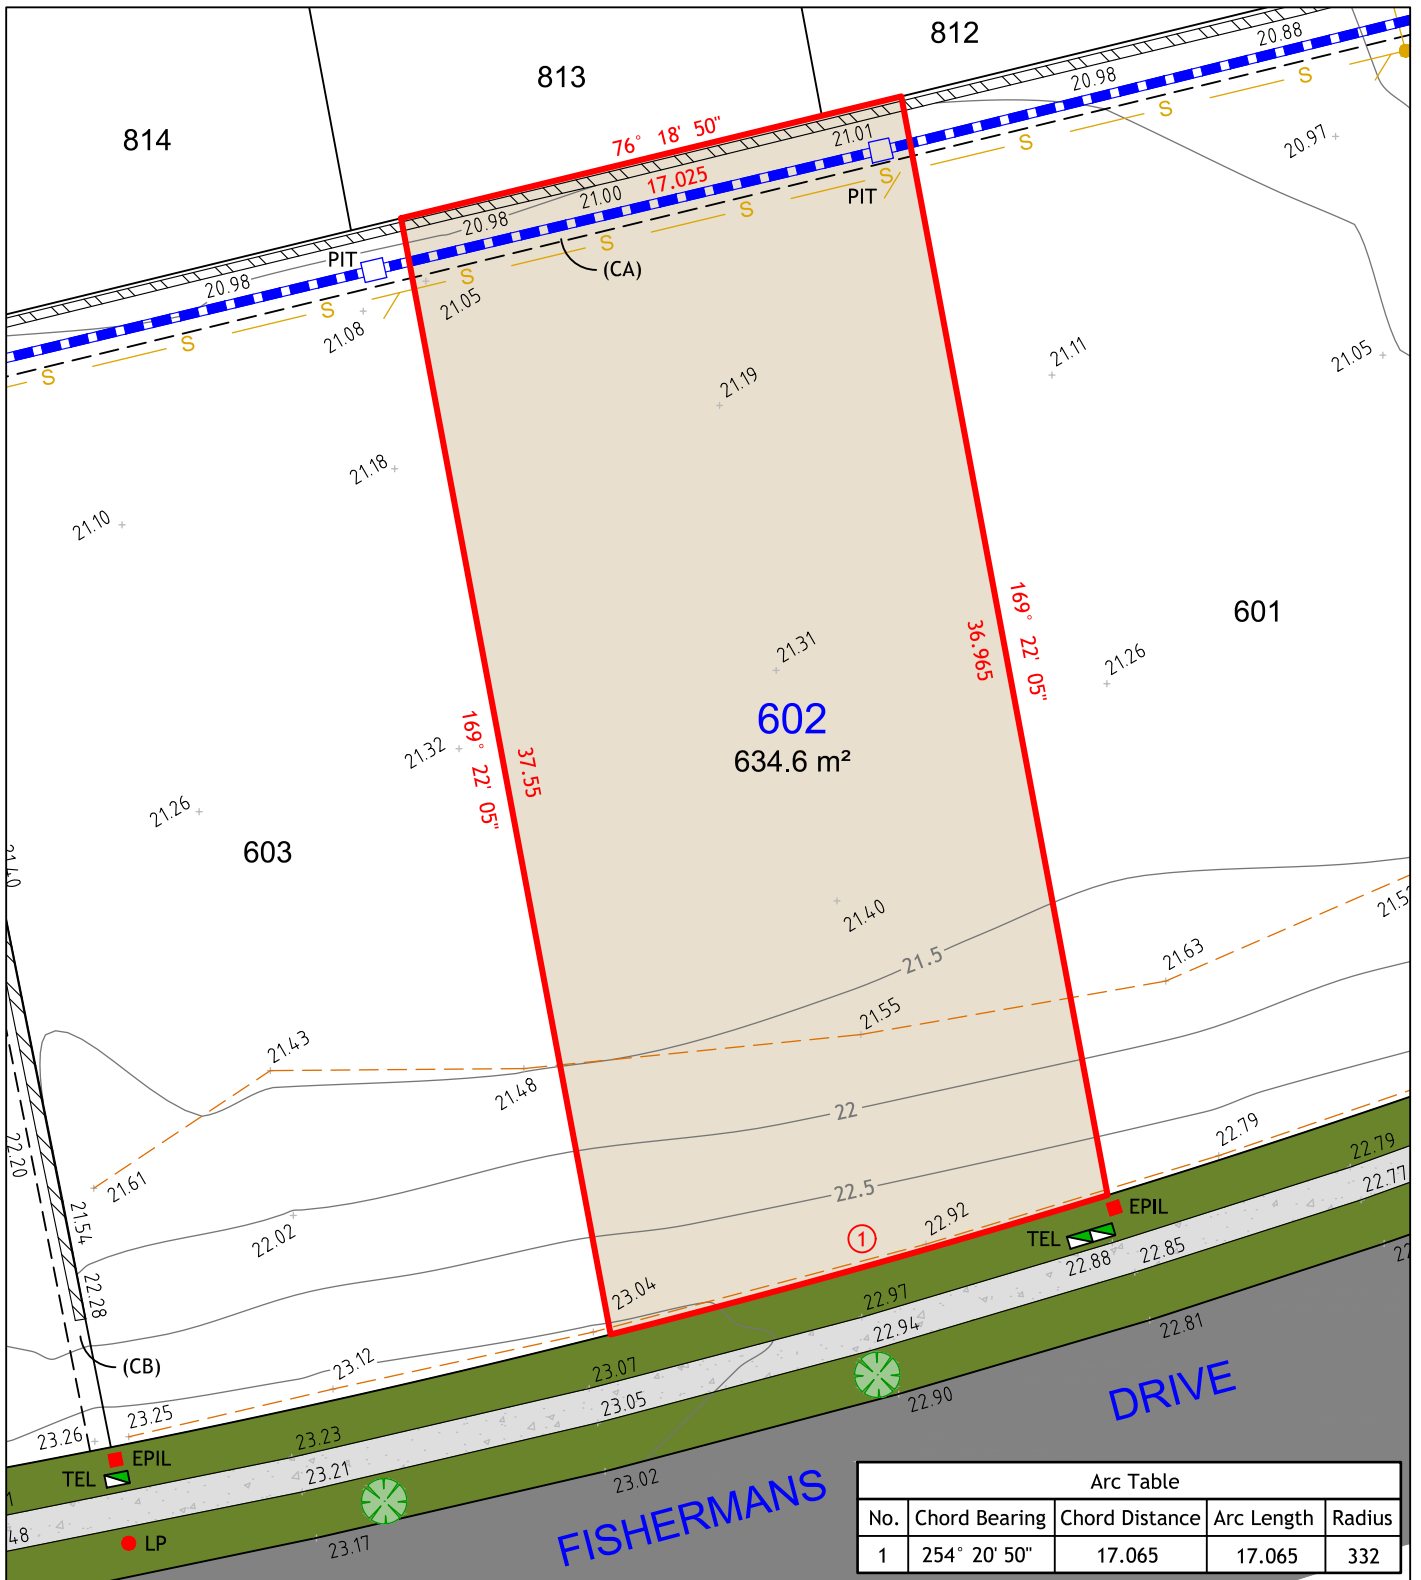 812
813
814
20.88
20.98
20.97
76° 18' 50"
17.025
21.01
21.00
20.98
20.98
PIT
PIT
(CA)
S
S
S
S
S
S
S
S
S
S
21.05
21.08
21.19
21.11
21.05
21.18
21.10
169° 22' 05"
36.965
601
21.31
21.26
602
634.6 m²
169° 22' 05"
37.55
21.32
21.26
603
21.40
21.40
21.5
21.63
21.55
21.43
21.48
22
22.20
21.61
21.54
22.02
22.28
22.5
22.79
22.79
22.77
22.92
1
EPIL
TEL
22.88
22.85
23.04
22.97
22.94
22.81
(CB)
23.12
23.07
23.05
22.90
23.25
23.26
23.23
23.21
23.02
EPIL
TEL
LP
23.17
FISHERMANS DRIVE
Arc Table
No. Chord Bearing Chord Distance Arc Length Radius
1 254° 20' 50" 17.065 17.065 332